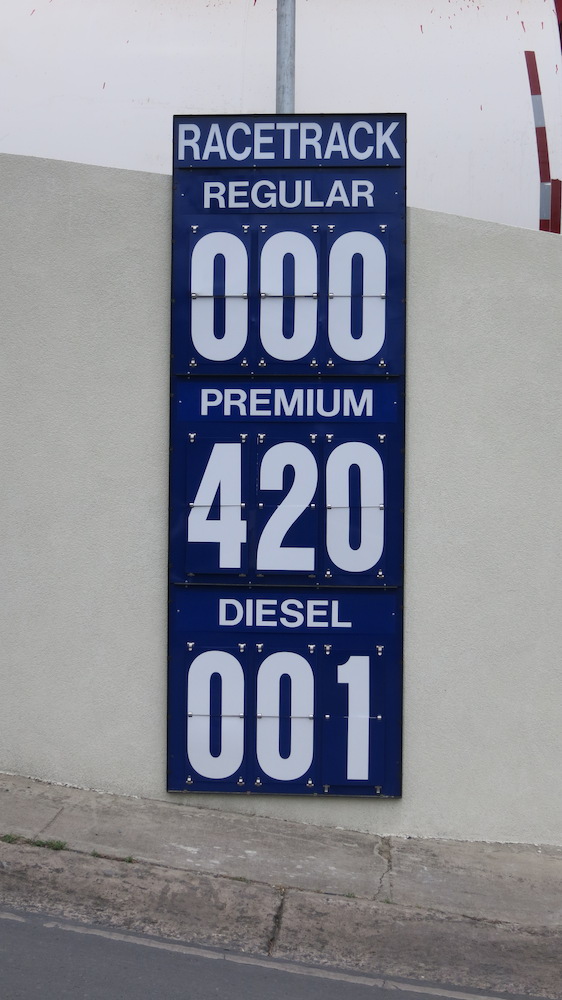 RACETRACK
REGULAR
000
PREMIUM
420
DIESEL
001